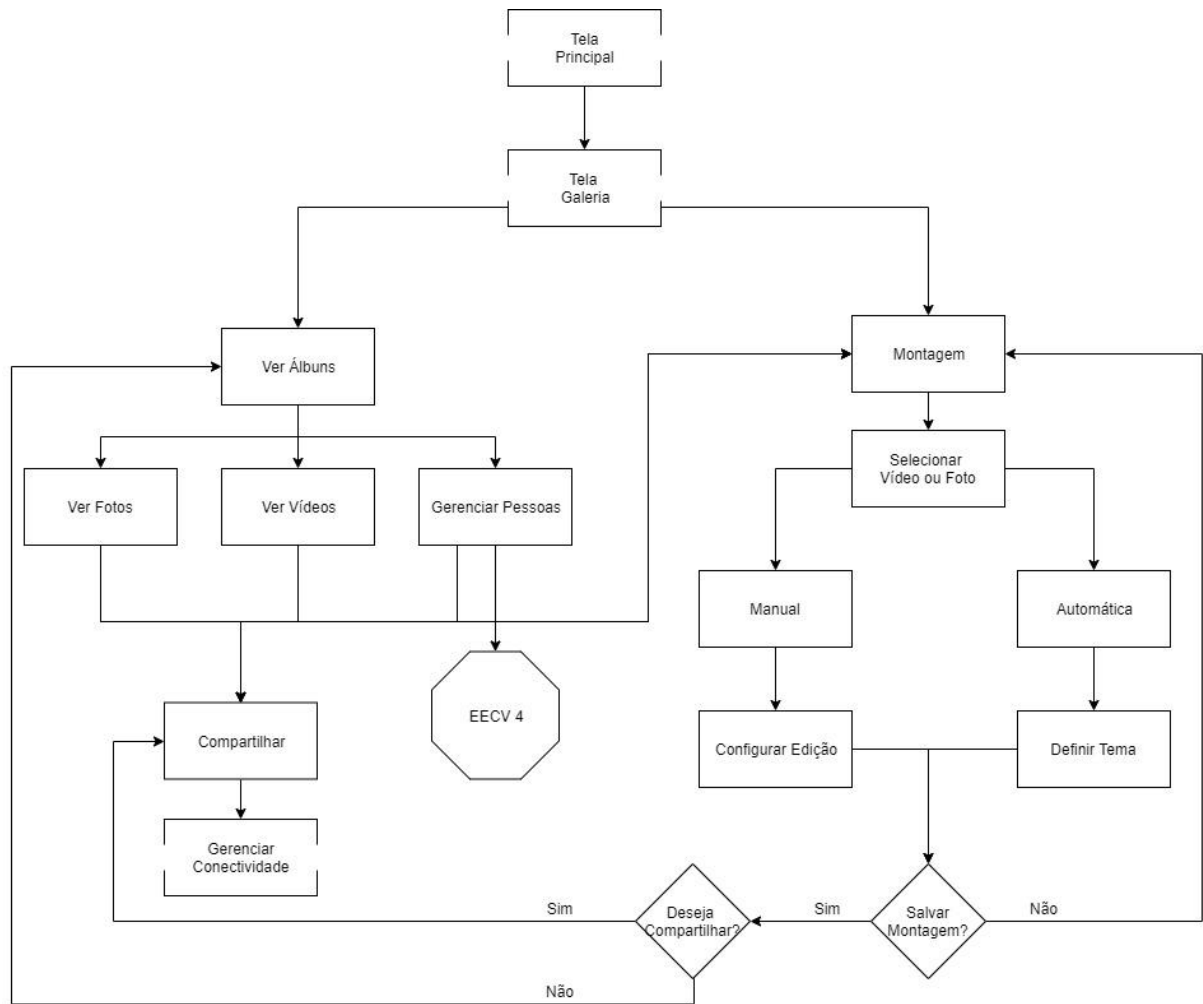 Tela
Principal
Tela
Galeria
Ver Álbuns
Montagem
Selecionar
Vídeo ou Foto
Ver Fotos
Ver Vídeos
Gerenciar Pessoas
Manual
Automática
EECV 4
Compartilhar
Configurar Edição
Definir Tema
Gerenciar
Conectividade
Sim
Deseja
Compartilhar?
Sim
Salvar
Montagem?
Não
Não